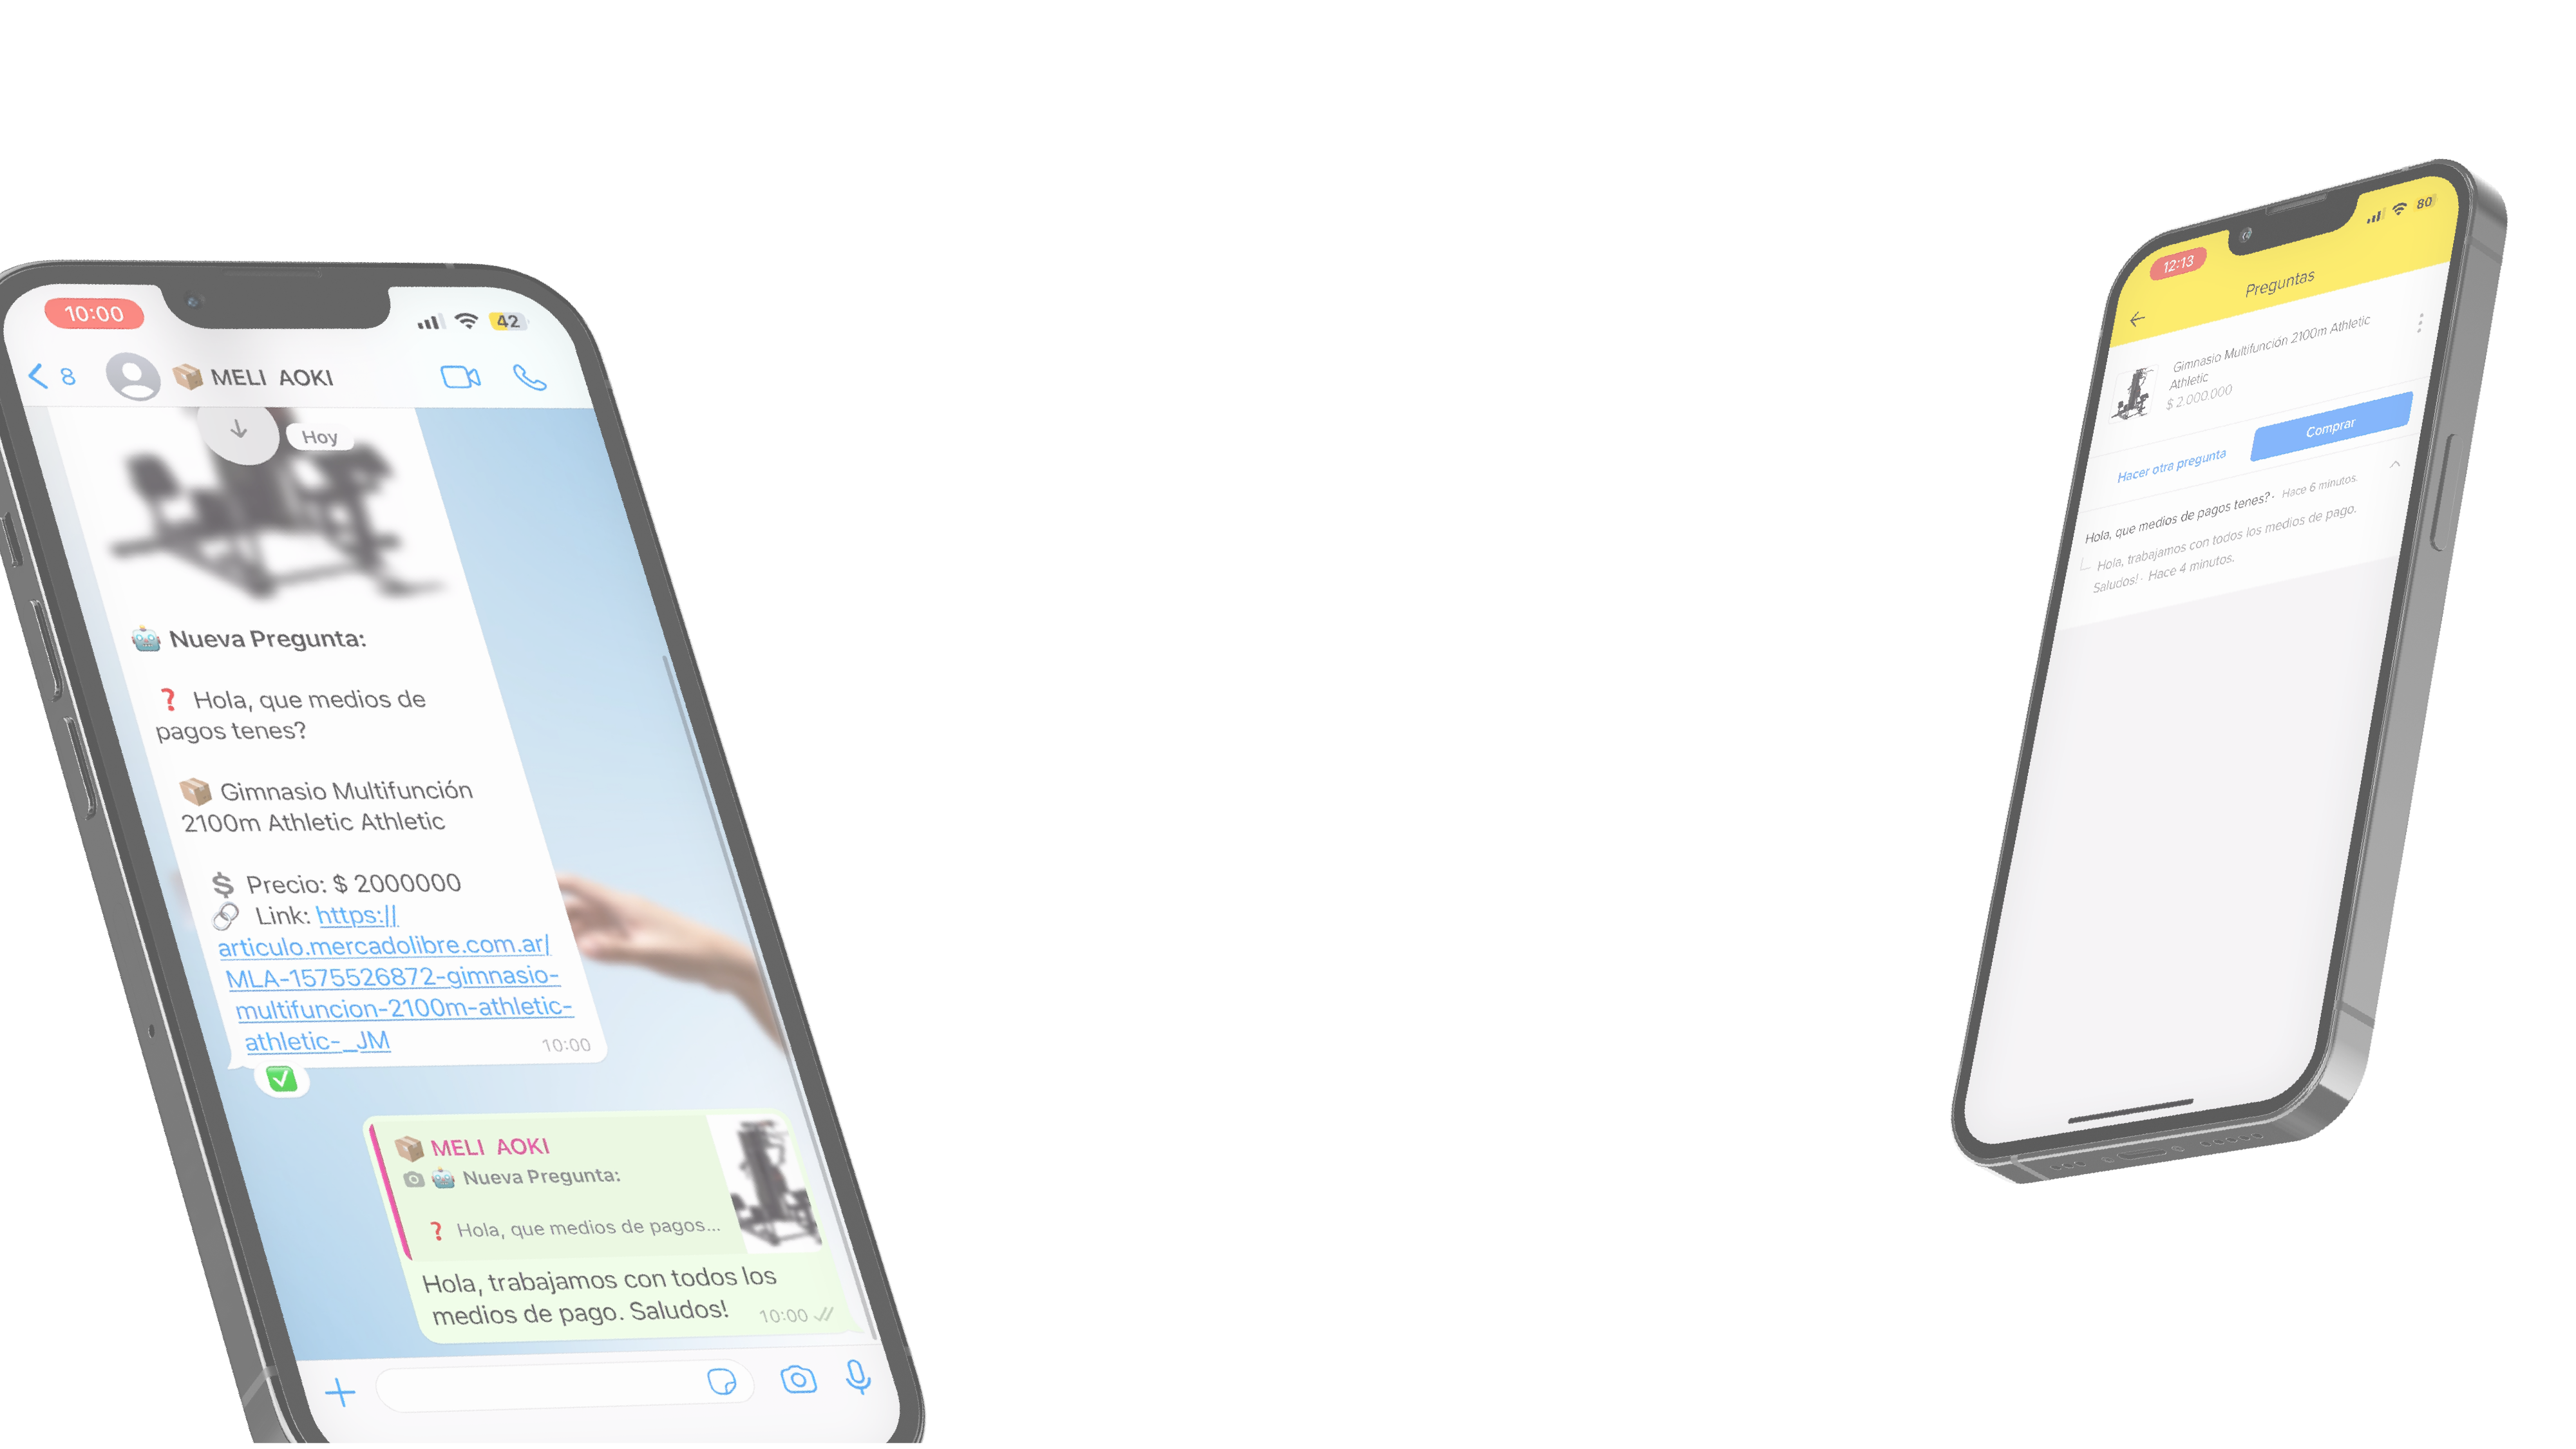 10:00
42
8
📦 MELI AOKI
Hoy
🤖 Nueva Pregunta:
❓ Hola, que medios de
pagos tenes?
📦 Gimnasio Multifunción
2100m Athletic Athletic
💲 Precio: $ 2000000
🔗 Link: https://
articulo.mercadolibre.com.ar/
MLA-1575526872-gimnasio-
multifuncion-2100m-athletic-
athletic-_JM
10:00
📦 MELI AOKI
📷 🤖 Nueva Pregunta:
❓ Hola, que medios de pagos...
Hola, trabajamos con todos los
medios de pago. Saludos!
10:00
12:13
80
Preguntas
Gimnasio Multifunción 2100m Athletic
Athletic
$ 2.000.000
Hacer otra pregunta
Comprar
Hola, que medios de pagos tenes? · Hace 6 minutos.
Hola, trabajamos con todos los medios de pago.
Saludos! · Hace 4 minutos.